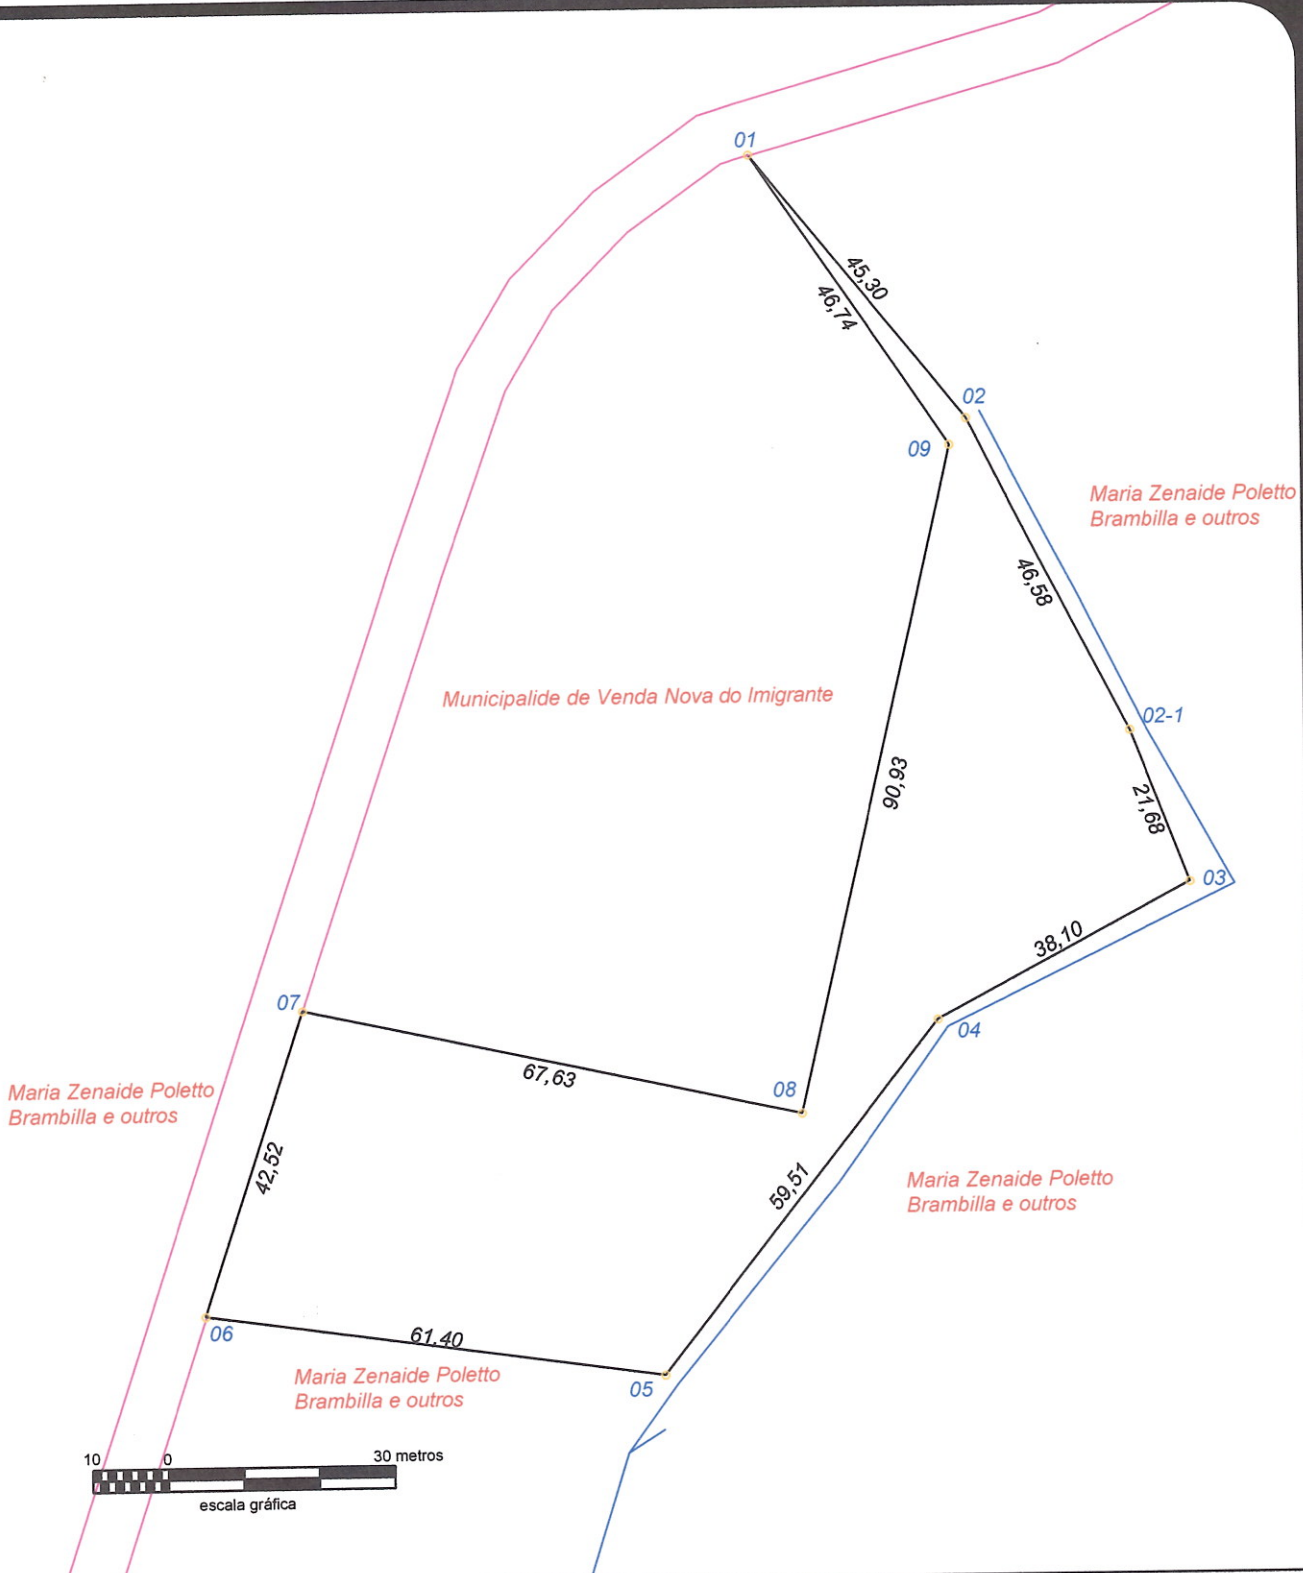 01
45,30
46,74
02
09
Maria Zenaide Poletto
Brambilla e outros
46,58
Municipalide de Venda Nova do Imigrante
02-1
90,93
21,68
03
38,10
07
04
67,63
08
Maria Zenaide Poletto
Brambilla e outros
42,52
59,51
Maria Zenaide Poletto
Brambilla e outros
06
61.40
Maria Zenaide Poletto
Brambilla e outros
05
10 0 30 metros
escala gráfica